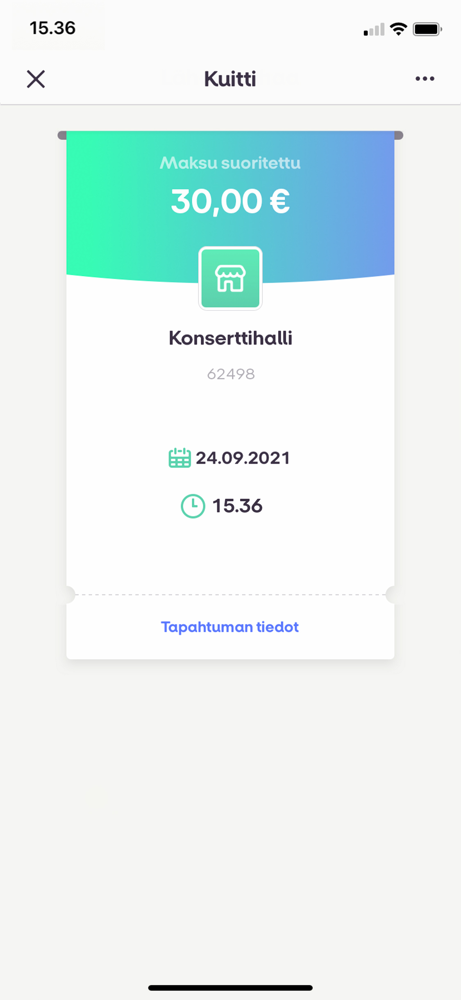 15.36
Kuitti
Maksu suoritettu
30,00 €
Konserttihalli
62498
24.09.2021
15.36
Tapahtuman tiedot